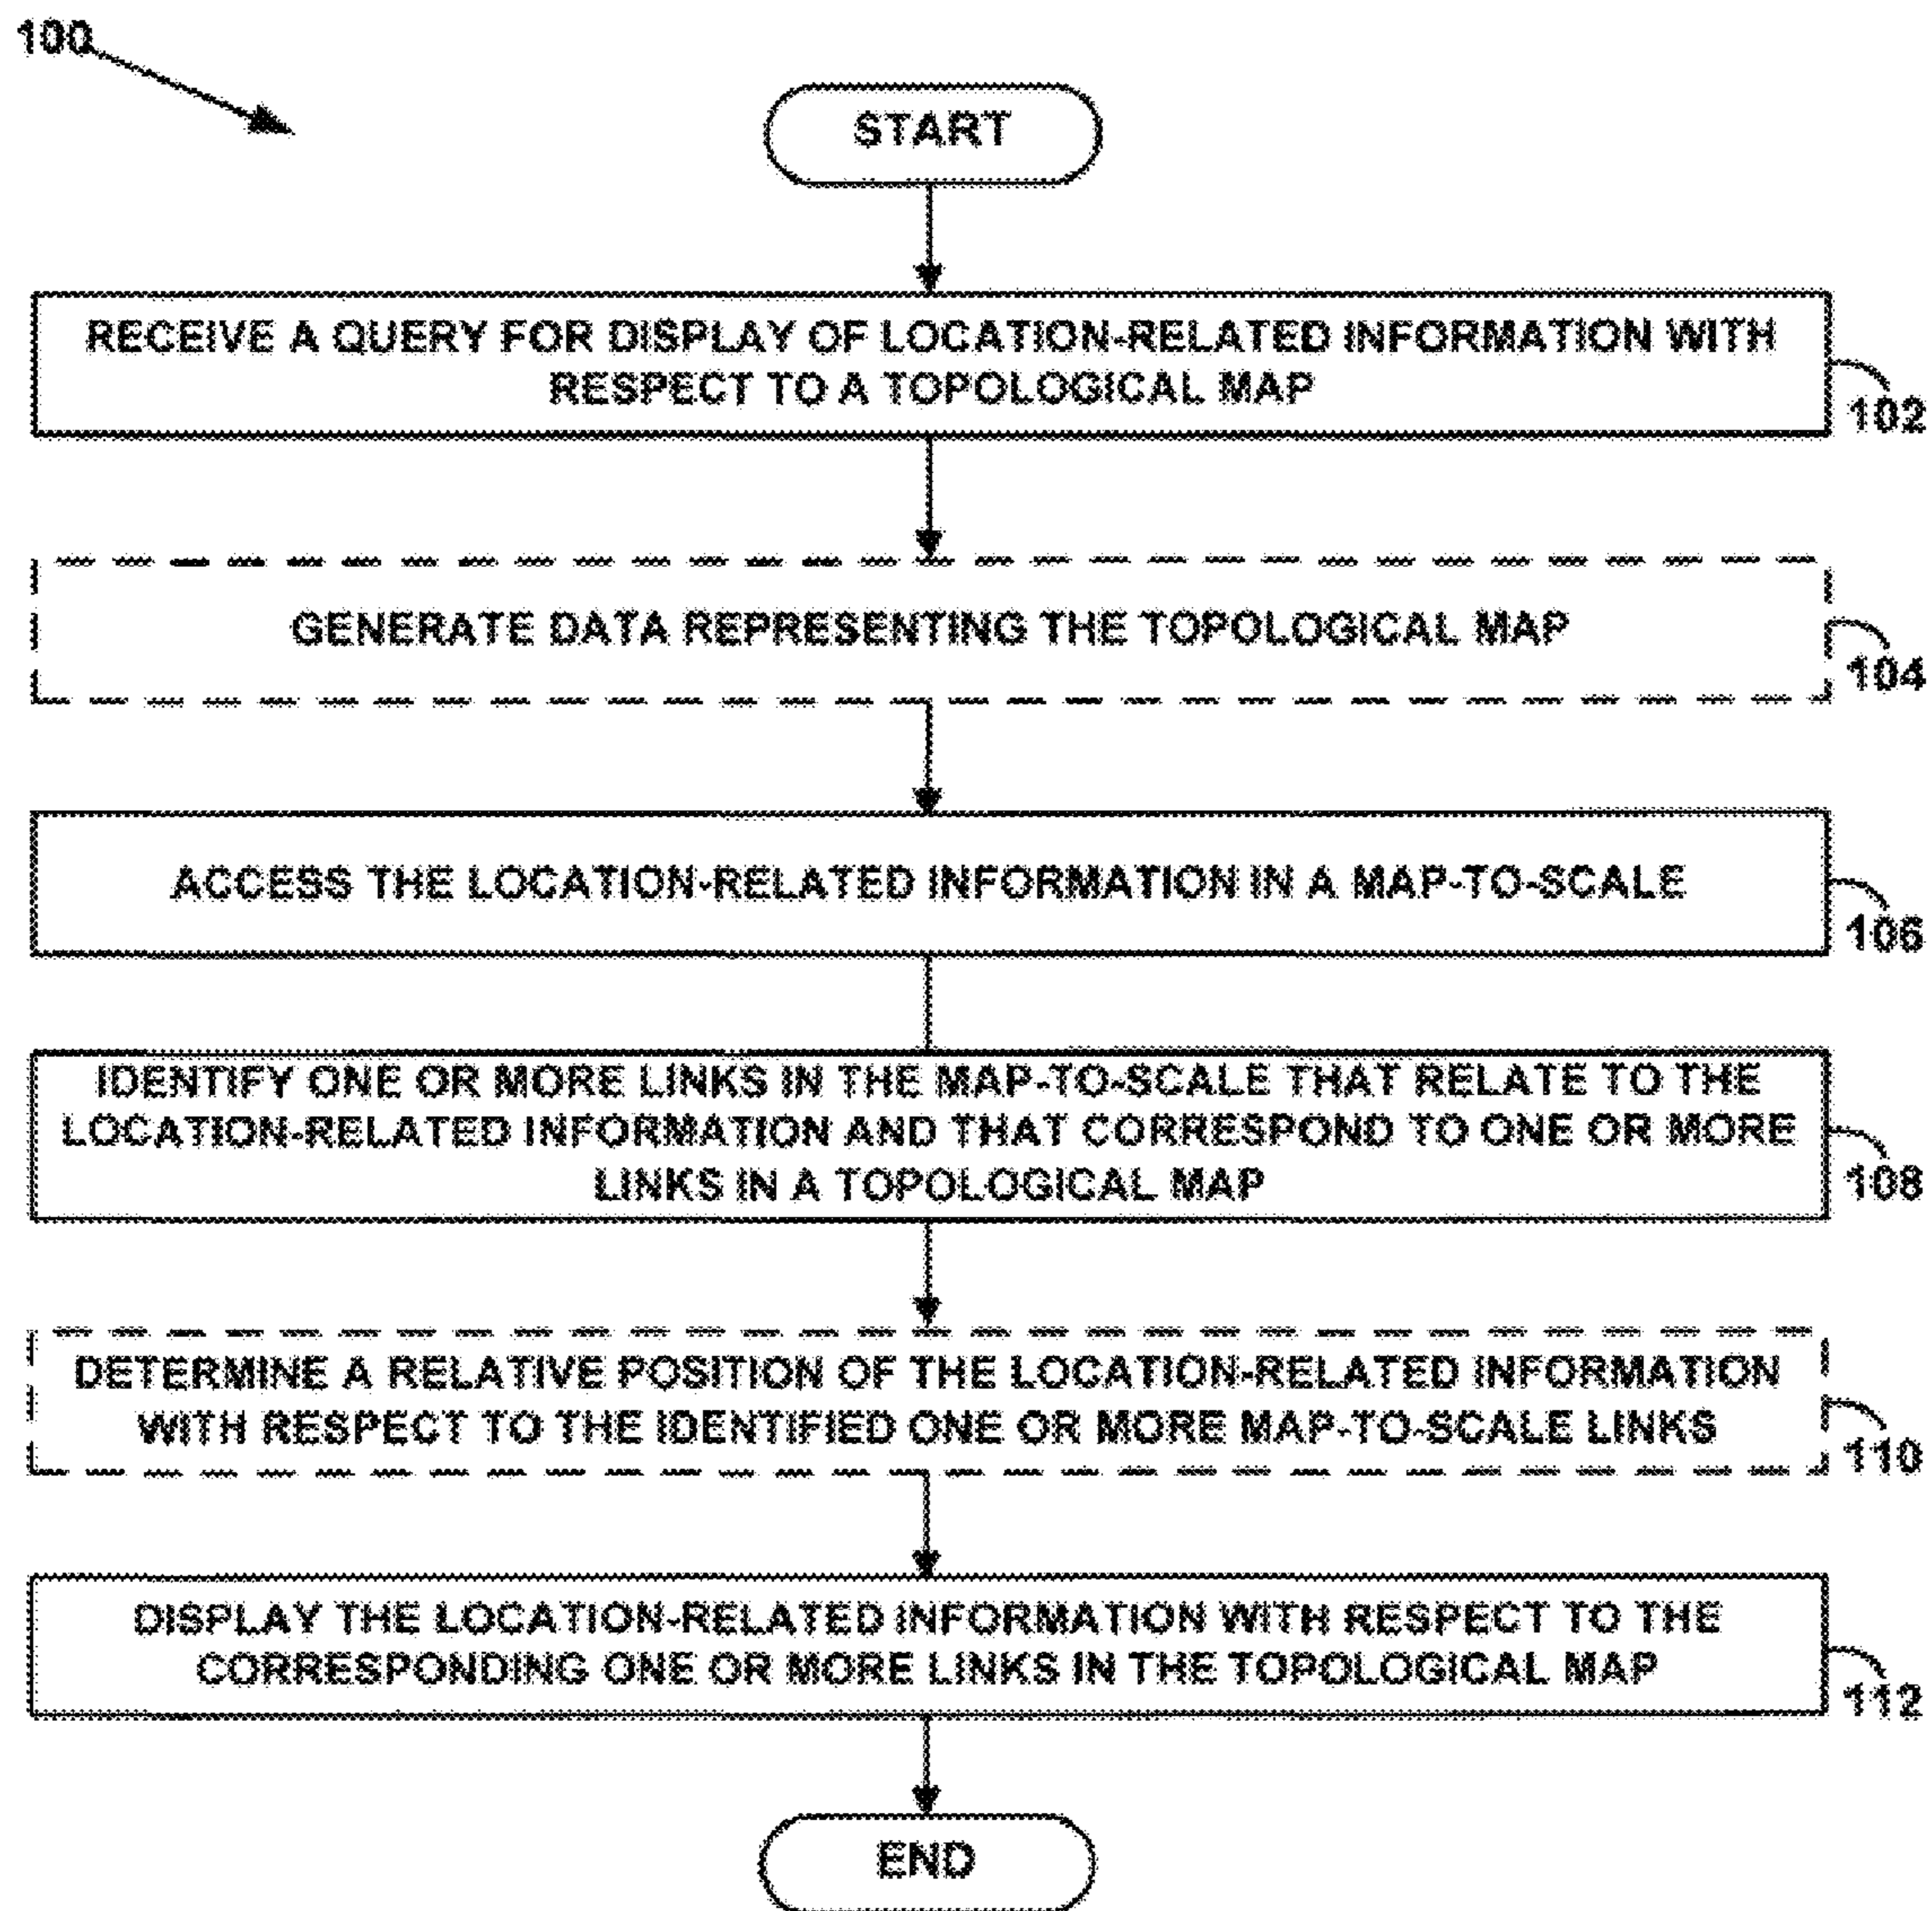 100
START
RECEIVE A QUERY FOR DISPLAY OF LOCATION-RELATED INFORMATION WITH
RESPECT TO A TOPOLOGICAL MAP
102
GENERATE DATA REPRESENTING THE TOPOLOGICAL MAP
104
ACCESS THE LOCATION-RELATED INFORMATION IN A MAP-TO-SCALE
106
IDENTIFY ONE OR MORE LINKS IN THE MAP-TO-SCALE THAT RELATE TO THE
LOCATION-RELATED INFORMATION AND THAT CORRESPOND TO ONE OR MORE
LINKS IN A TOPOLOGICAL MAP
108
DETERMINE A RELATIVE POSITION OF THE LOCATION-RELATED INFORMATION
WITH RESPECT TO THE IDENTIFIED ONE OR MORE MAP-TO-SCALE LINKS
110
DISPLAY THE LOCATION-RELATED INFORMATION WITH RESPECT TO THE
CORRESPONDING ONE OR MORE LINKS IN THE TOPOLOGICAL MAP
112
END